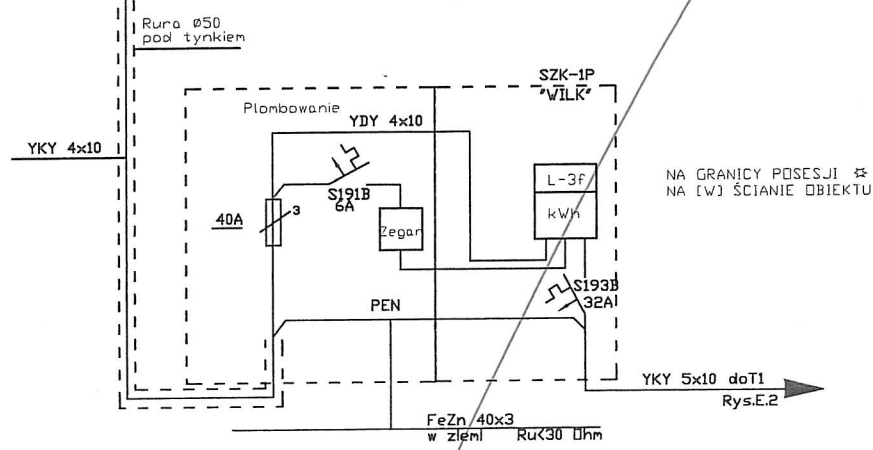 Rura Ø50
pod tynkiem
SZK-1P
"WILK"
Plombowanie
YDY 4x10
YKY 4x10
S191B
6A
L-3f
kWh
NA GRANICY POSESJI
NA [W] ŚCIANIE OBIEKTU
40A
3
Zegar
S193B
32A
PEN
YKY 5x10 doT1
Rys.E.2
FeZn 40x3
w ziemi Ru<30 Ohm